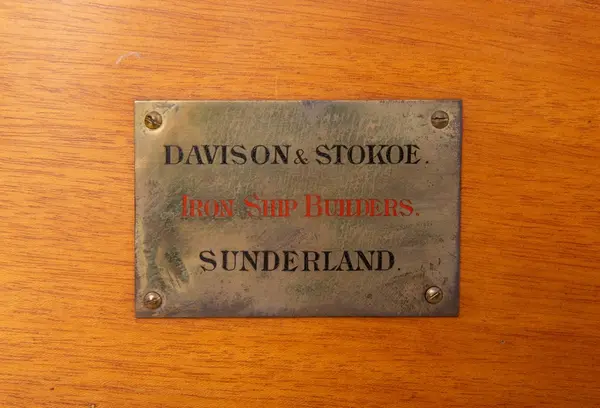 DAVISON & STOKOE.
IRON SHIP BUILDERS.
SUNDERLAND.